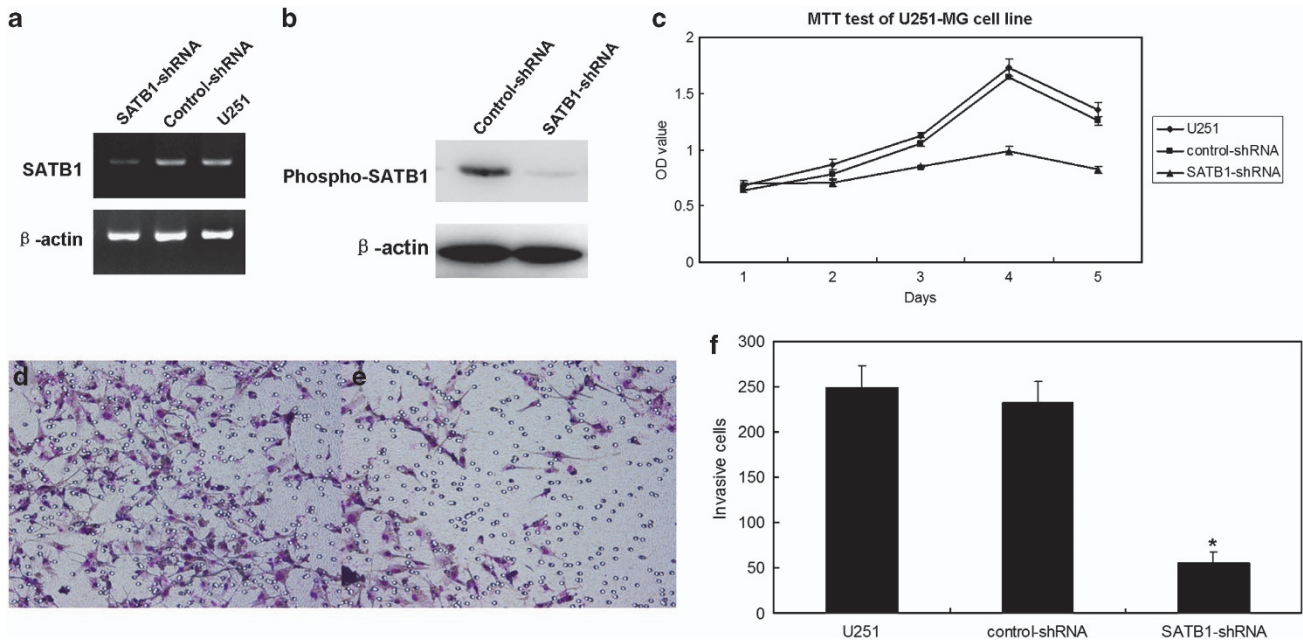 a
SATB1-shRNA
Control-shRNA
U251
SATB1
β-actin
b
Control-shRNA
SATB1-shRNA
Phospho-SATB1
β-actin
c
MTT test of U251-MG cell line
2
1.5
1
0.5
0
OD value
1 2 3 4 5
Days
U251
control-shRNA
SATB1-shRNA
d
e
f
300
250
200
150
100
50
0
Invasive cells
*
U251 control-shRNA SATB1-shRNA